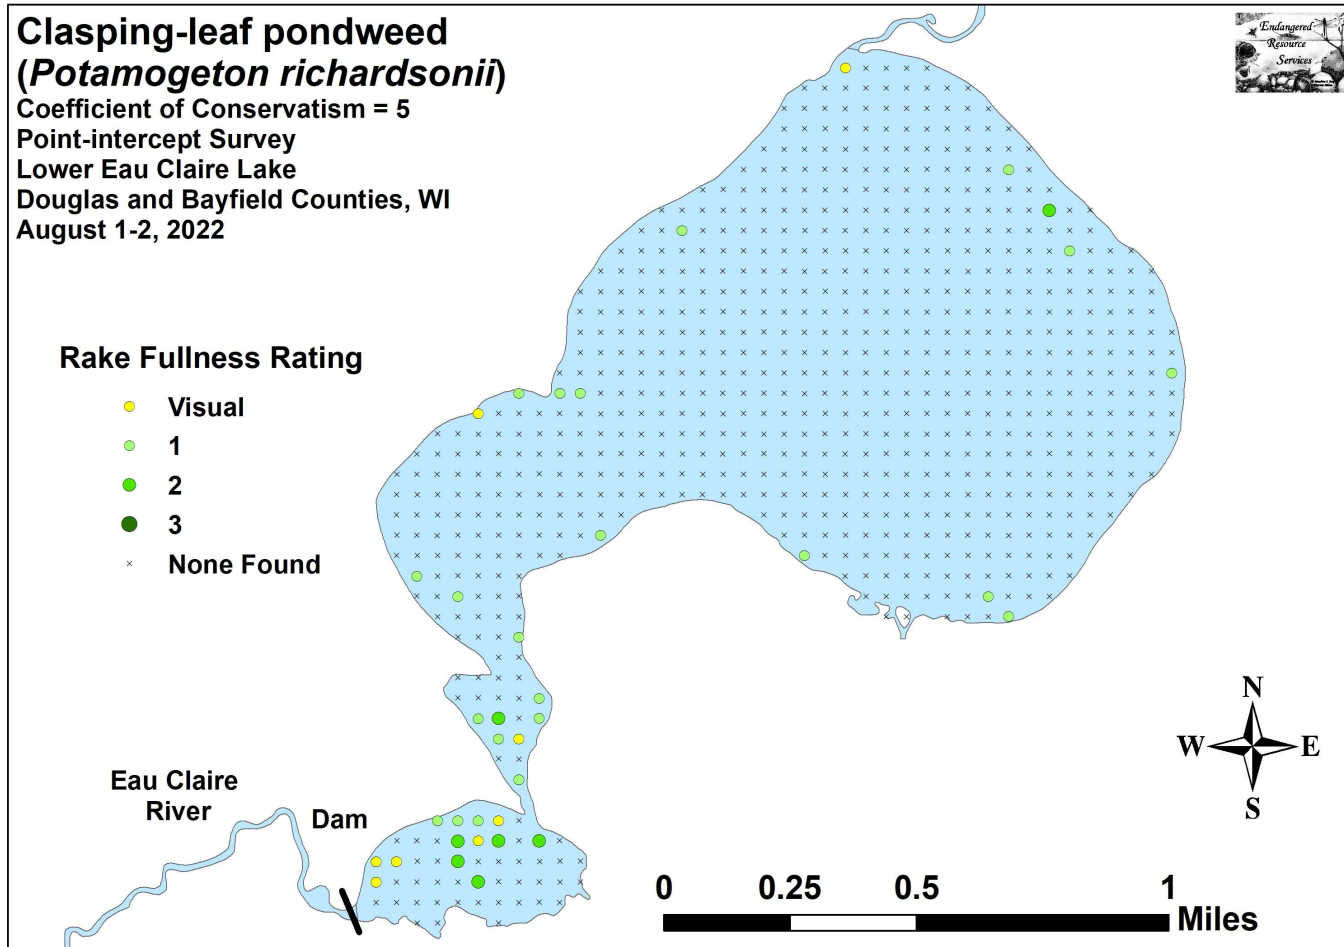 Clasping-leaf pondweed
(Potamogeton richardsonii)
Coefficient of Conservatism = 5
Point-intercept Survey
Lower Eau Claire Lake
Douglas and Bayfield Counties, WI
August 1-2, 2022
Endangered
Resource
Services
Rake Fullness Rating
Visual
1
2
3
None Found
N
W E
S
Eau Claire
River
Dam
0 0.25 0.5 1
Miles